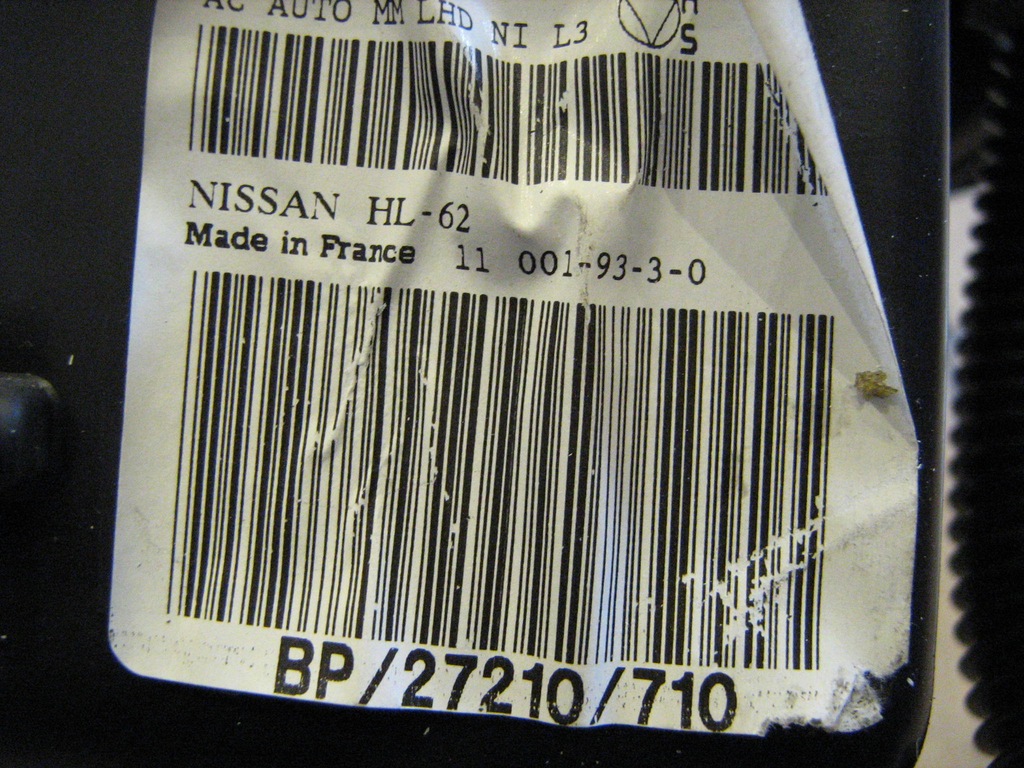 AC AUTO MM LHD NI L3
S
NISSAN HL-62
Made in France 11 001-93-3-0
BP/27210/710